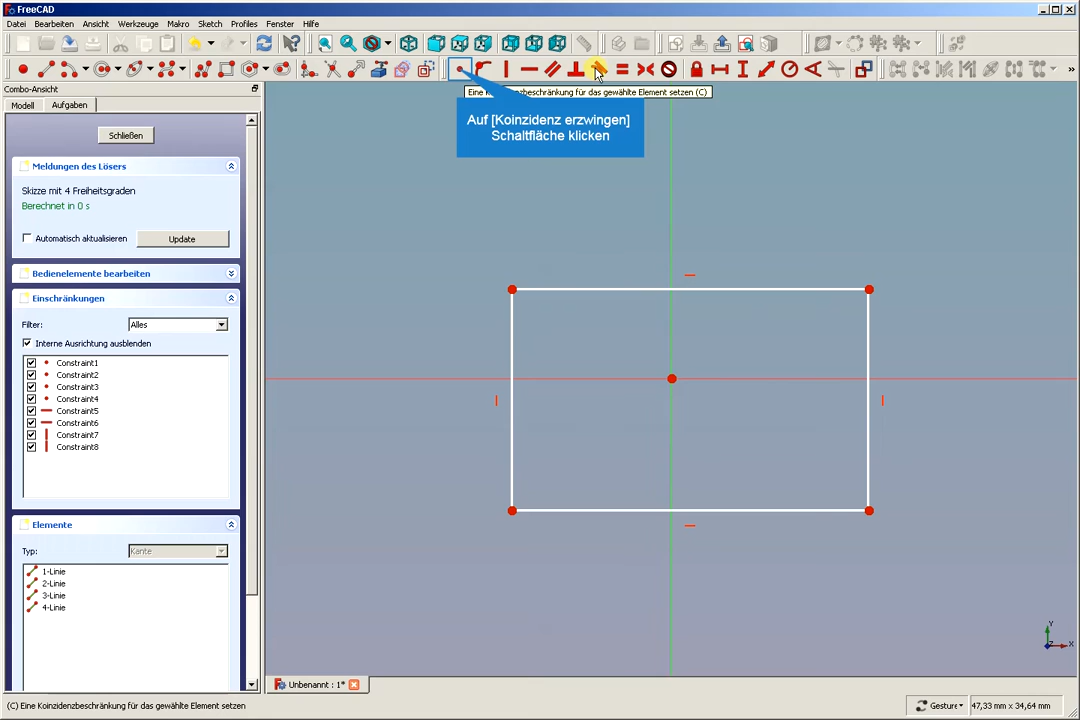 FreeCAD
Datei Bearbeiten Ansicht Werkzeuge Makro Sketch Profiles Fenster Hilfe
»
Combo-Ansicht
Modell Aufgaben
Eine K
inzidenzbeschränkung für das gewählte Element setzen (C)
Auf [Koinzidenz erzwingen]
Schaltfläche klicken
Schließen
Meldungen des Lösers
Skizze mit 4 Freiheitsgraden
Berechnet in 0 s
Automatisch aktualisieren
Update
Bedienelemente bearbeiten
Einschränkungen
Filter: Alles
Interne Ausrichtung ausblenden
Constraint1
Constraint2
Constraint3
Constraint4
Constraint5
Constraint6
Constraint7
Constraint8
Elemente
Typ: Kante
1-Linie
2-Linie
3-Linie
4-Linie
Y
Z
X
Unbenannt : 1*
(C) Eine Koinzidenzbeschränkung für das gewählte Element setzen
Gesture
47,33 mm x 34,64 mm